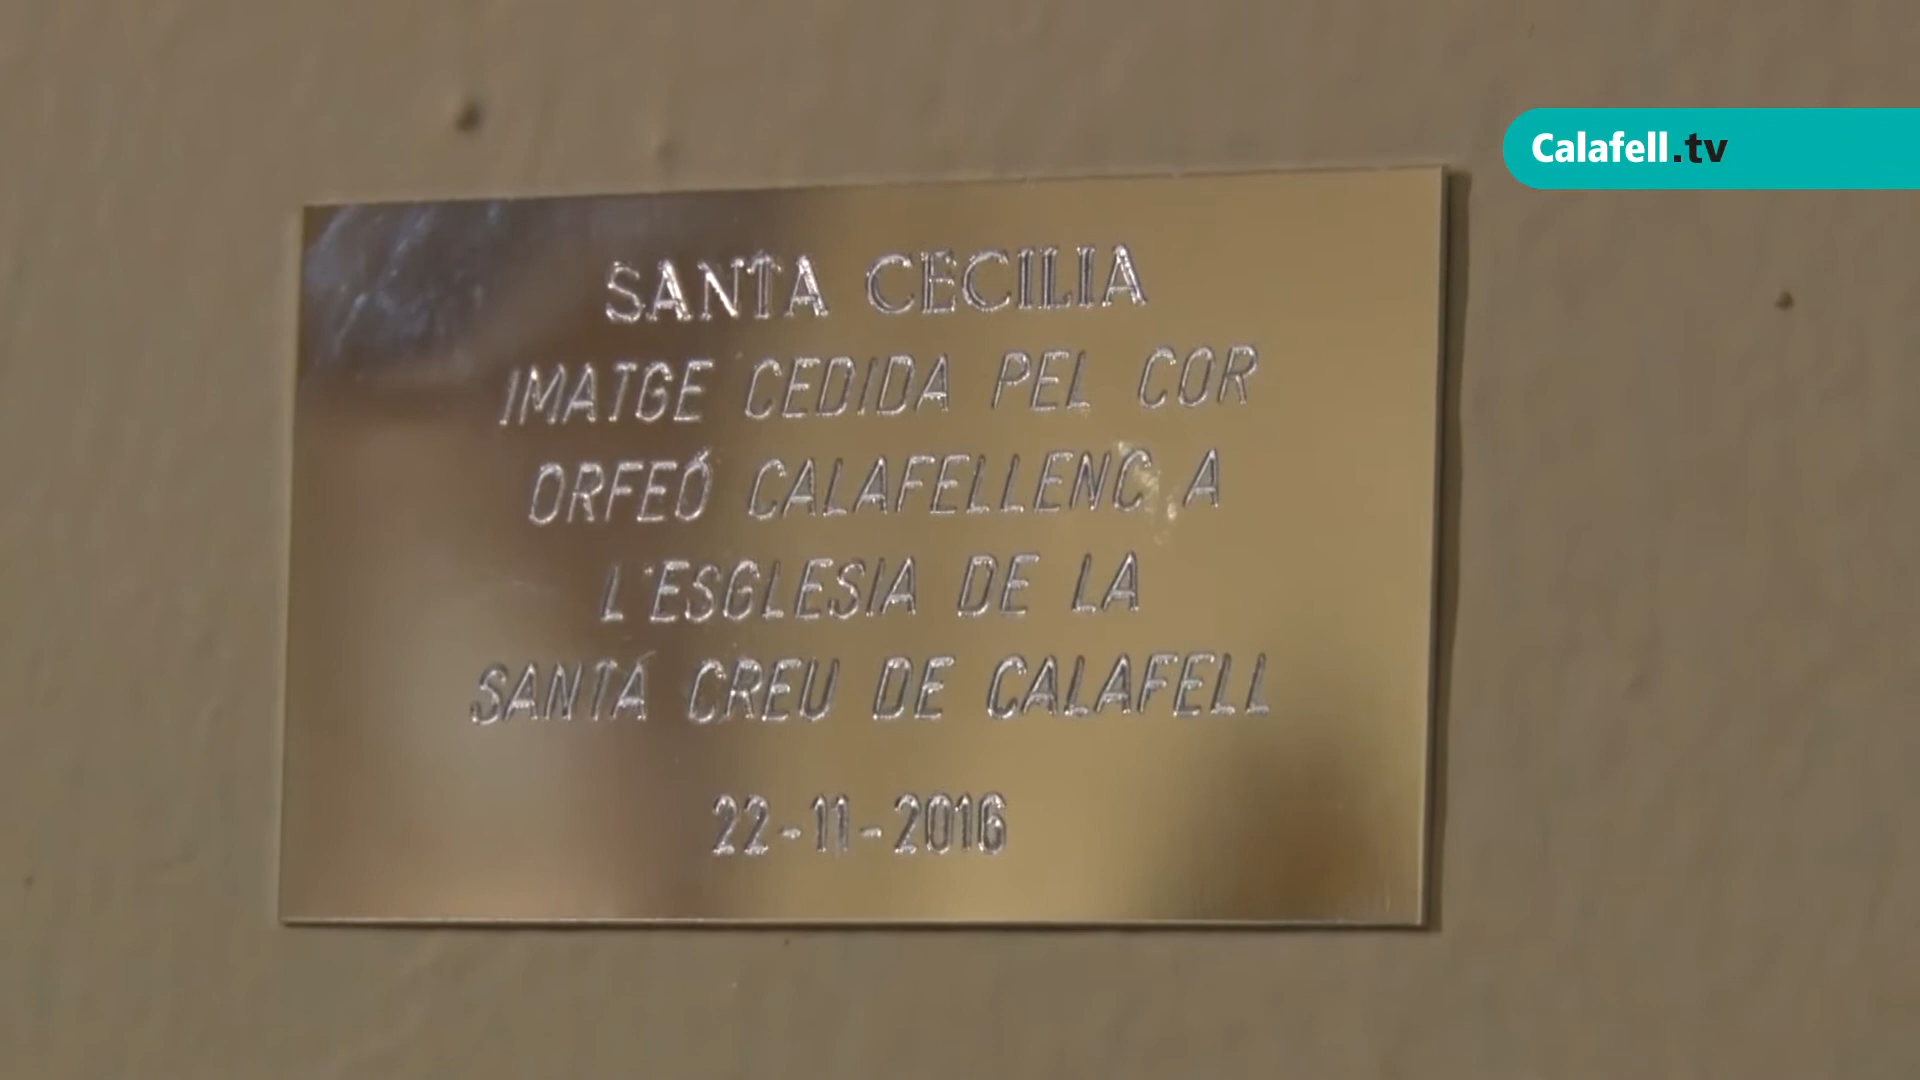 Calafell.tv
SANTA CECILIA
IMATGE CEDIDA PEL COR
ORFEÓ CALAFELLENC A
L'ESGLESIA DE LA
SANTA CREU DE CALAFELL
22-11-2016